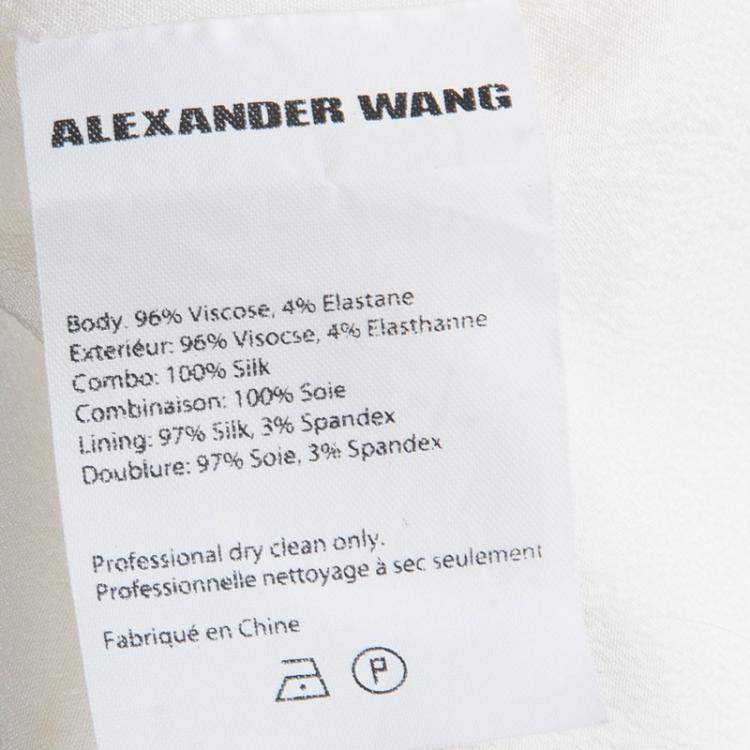 ALEXANDER WANG
Body. 96% Viscose, 4% Elastane
Exteriéur: 96% Visocse, 4% Elasthanne
Combo: 100% Silk
Combinaison: 100% Soie
Lining: 97% Silk, 3% Spandex
Doublure: 97% Soie, 3% Spandex
Professional dry clean only.
Professionnelle nettoyage à sec seulement
Fabriqué en Chine
P